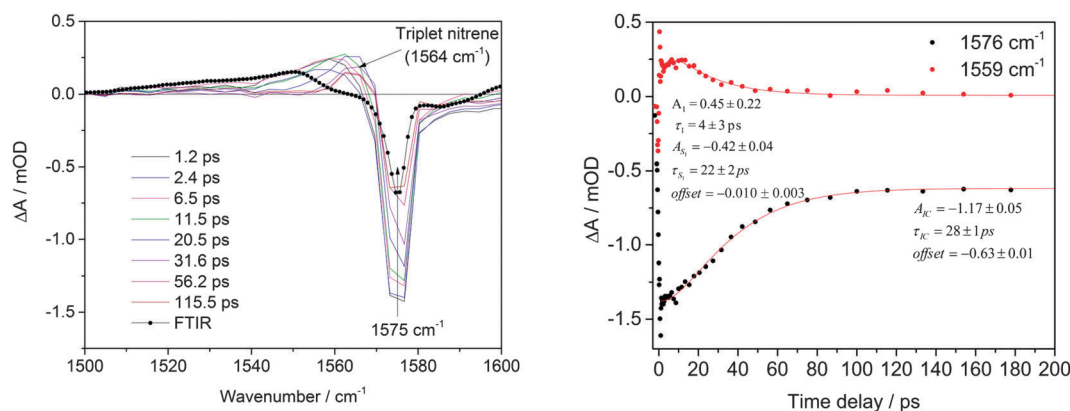 0.5
0.0
-0.5
-1.0
-1.5
ΔA / mOD
Triplet nitrene
(1564 cm⁻¹)
1.2 ps
2.4 ps
6.5 ps
11.5 ps
20.5 ps
31.6 ps
56.2 ps
115.5 ps
FTIR
1575 cm⁻¹
1500 1520 1540 1560 1580 1600
Wavenumber / cm⁻¹
0.5
0.0
-0.5
-1.0
-1.5
ΔA / mOD
1576 cm⁻¹
1559 cm⁻¹
A₁ = 0.45 ± 0.22
τ₁ = 4 ± 3 ps
A_S₁ = −0.42 ± 0.04
τ_S₁ = 22 ± 2 ps
offset = −0.010 ± 0.003
A_IC = −1.17 ± 0.05
τ_IC = 28 ± 1 ps
offset = −0.63 ± 0.01
0 20 40 60 80 100 120 140 160 180 200
Time delay / ps